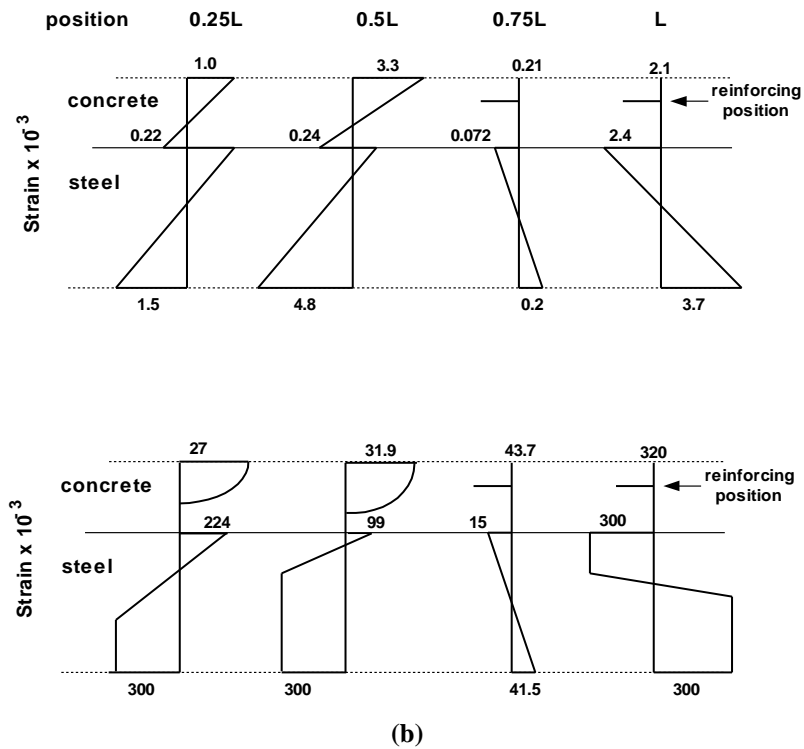 position 0.25L 0.5L 0.75L L
1.0 3.3 0.21 2.1
concrete
reinforcing
position
0.22 0.24 0.072 2.4
steel
Strain x 10⁻³
1.5 4.8 0.2 3.7
27 31.9 43.7 320
concrete
reinforcing
position
224 99 15 300
steel
Strain x 10⁻³
300 300 41.5 300
(b)